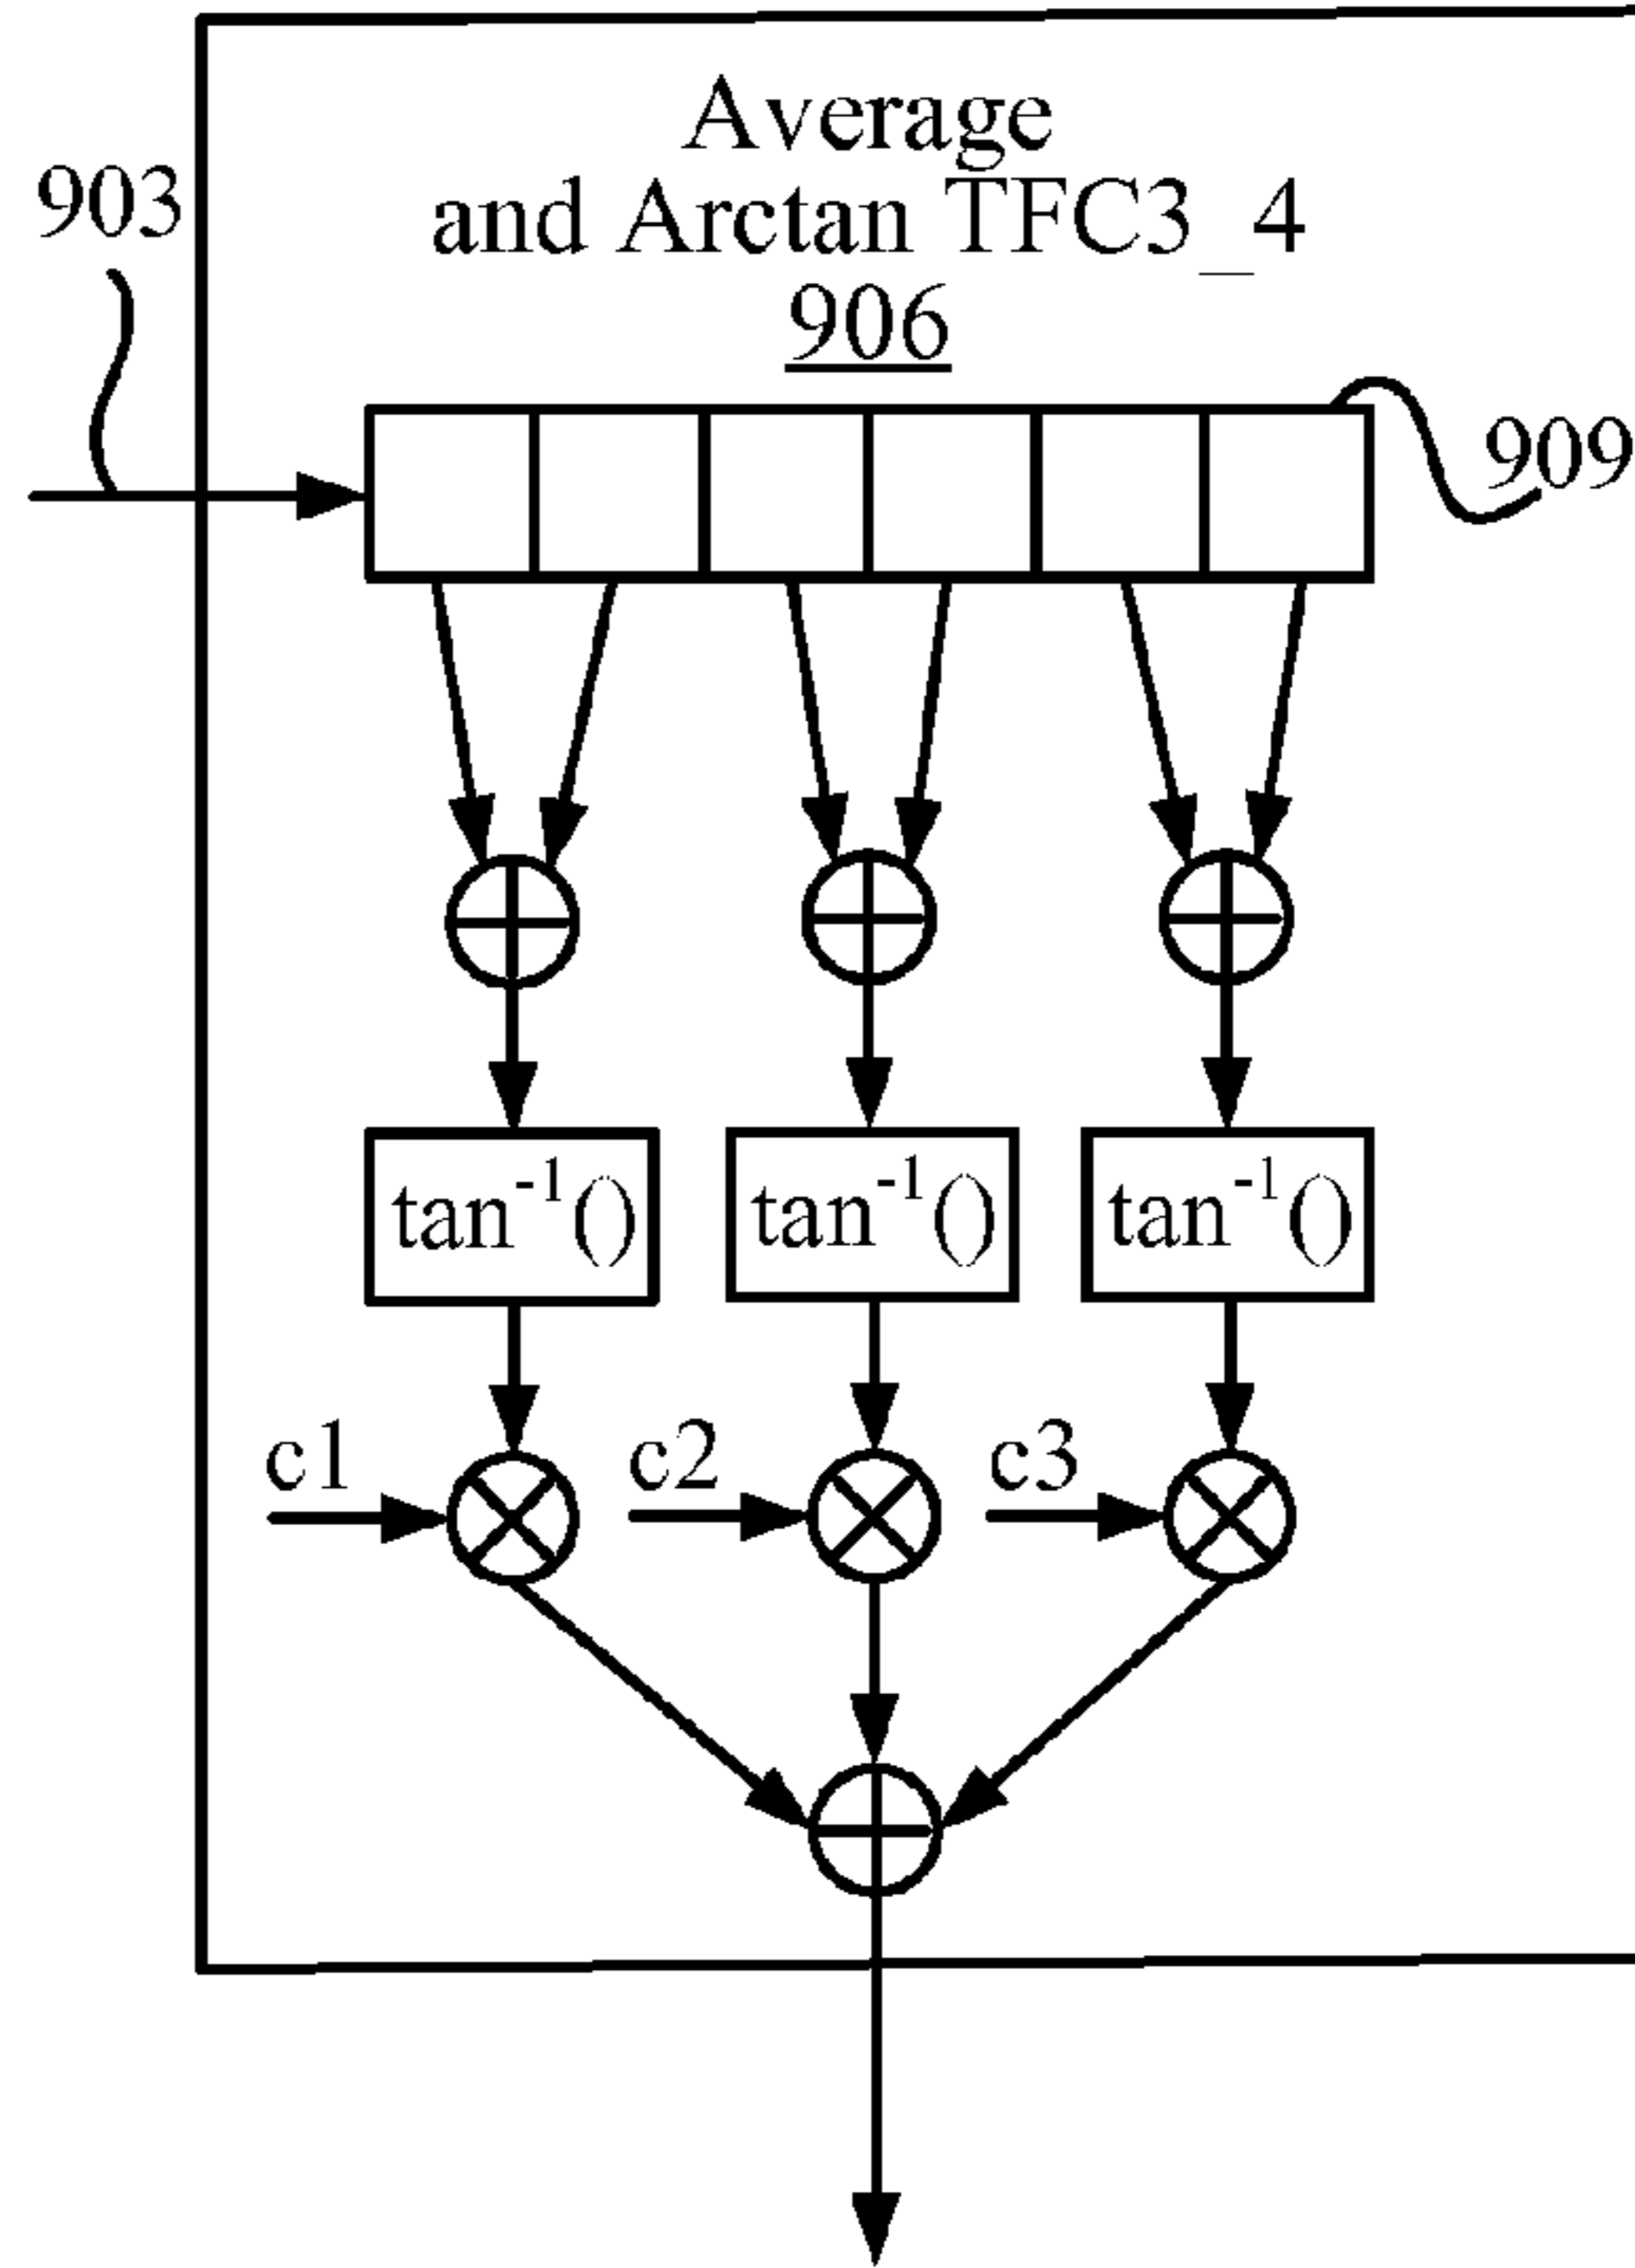 Average
903
and Arctan TFC3_4
906
909
tan⁻¹()
tan⁻¹()
tan⁻¹()
c1
c2
c3